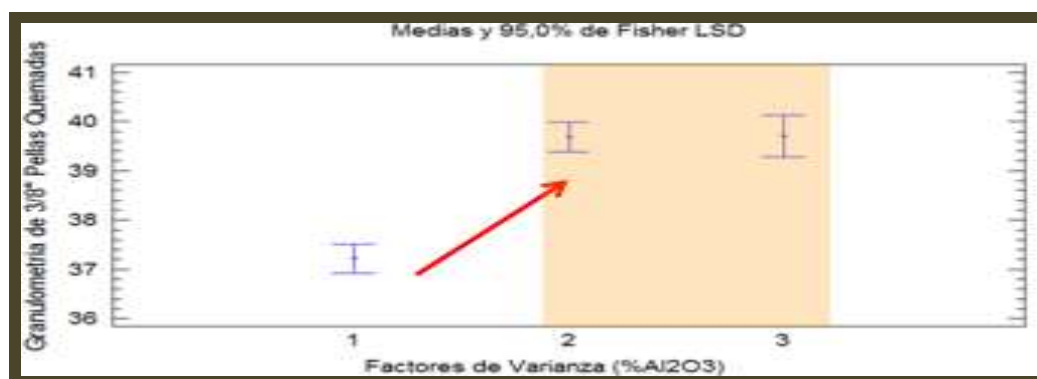 Medias y 95,0% de Fisher LSD
Granulometria de 3/8" Pellas Quemadas
41
40
39
38
37
36
1 2 3
Factores de Varianza (%Al2O3)